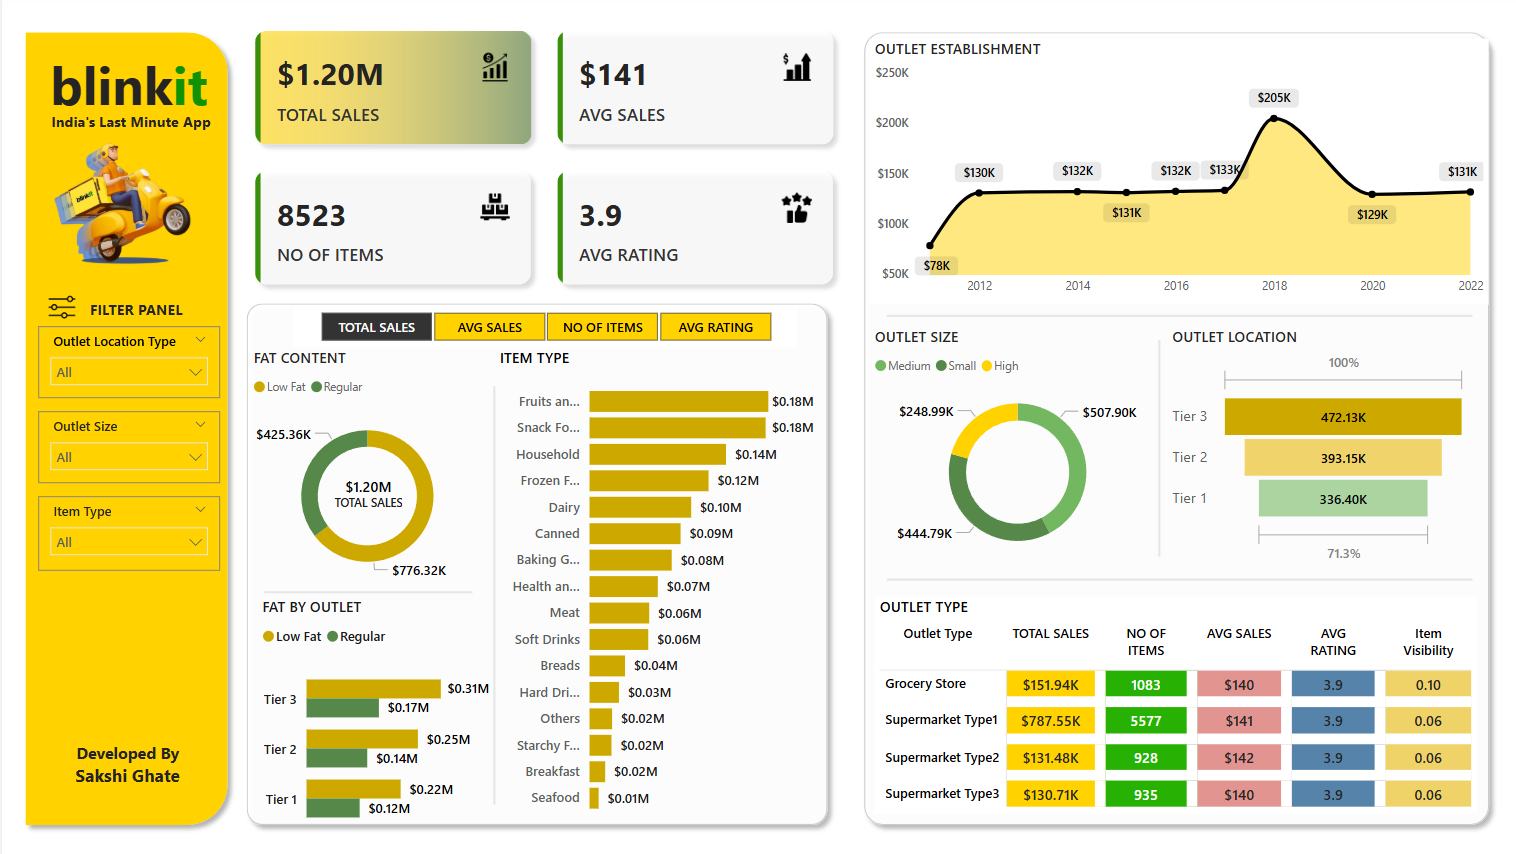 blinkit
India's Last Minute App
blinkit
FILTER PANEL
Outlet Location Type
All
Outlet Size
All
Item Type
All
Developed By
Sakshi Ghate
$1.20M
TOTAL SALES
$141
AVG SALES
8523
NO OF ITEMS
3.9
AVG RATING
TOTAL SALES AVG SALES NO OF ITEMS AVG RATING
FAT CONTENT
Low Fat Regular
$425.36K
$1.20M
TOTAL SALES
$776.32K
FAT BY OUTLET
Low Fat Regular
Tier 3 $0.31M
$0.17M
Tier 2 $0.25M
$0.14M
Tier 1 $0.22M
$0.12M
ITEM TYPE
Fruits an... $0.18M
Snack Fo... $0.18M
Household $0.14M
Frozen F... $0.12M
Dairy $0.10M
Canned $0.09M
Baking G... $0.08M
Health an... $0.07M
Meat $0.06M
Soft Drinks $0.06M
Breads $0.04M
Hard Dri... $0.03M
Others $0.02M
Starchy F... $0.02M
Breakfast $0.02M
Seafood $0.01M
OUTLET ESTABLISHMENT
$250K
$200K
$150K
$100K
$50K
$78K
$130K
$132K
$131K
$132K
$133K
$205K
$129K
$131K
2012 2014 2016 2018 2020 2022
OUTLET SIZE
Medium Small High
$248.99K
$507.90K
$444.79K
OUTLET LOCATION
100%
Tier 3 472.13K
Tier 2 393.15K
Tier 1 336.40K
71.3%
OUTLET TYPE
Outlet Type TOTAL SALES NO OF ITEMS AVG SALES AVG RATING Item Visibility
Grocery Store $151.94K 1083 $140 3.9 0.10
Supermarket Type1 $787.55K 5577 $141 3.9 0.06
Supermarket Type2 $131.48K 928 $142 3.9 0.06
Supermarket Type3 $130.71K 935 $140 3.9 0.06